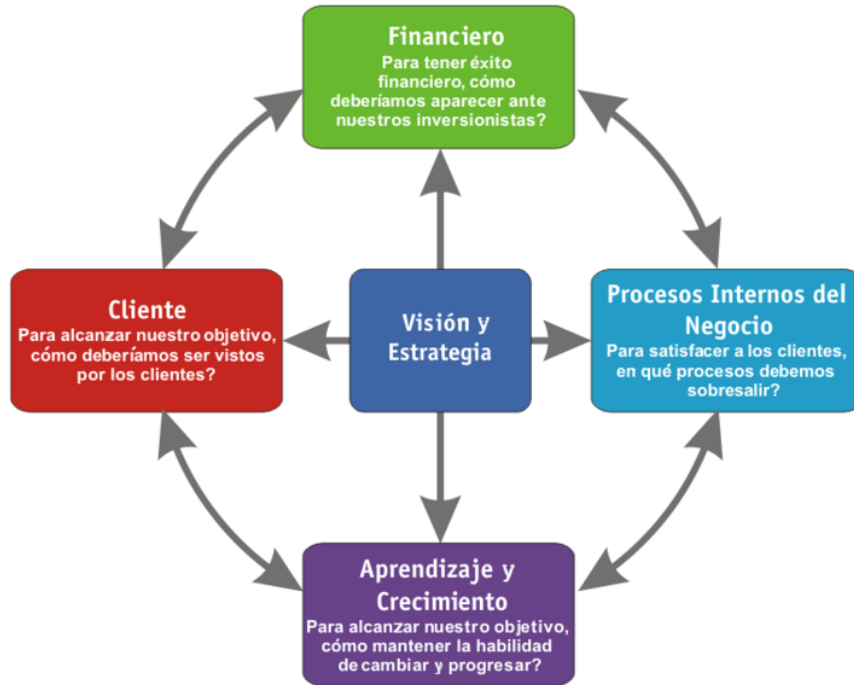 Financiero
Para tener éxito
financiero, cómo
deberíamos aparecer ante
nuestros inversionistas?
Cliente
Para alcanzar nuestro objetivo,
cómo deberíamos ser vistos
por los clientes?
Visión y
Estrategia
Procesos Internos del
Negocio
Para satisfacer a los clientes,
en qué procesos debemos
sobresalir?
Aprendizaje y
Crecimiento
Para alcanzar nuestro objetivo,
cómo mantener la habilidad
de cambiar y progresar?